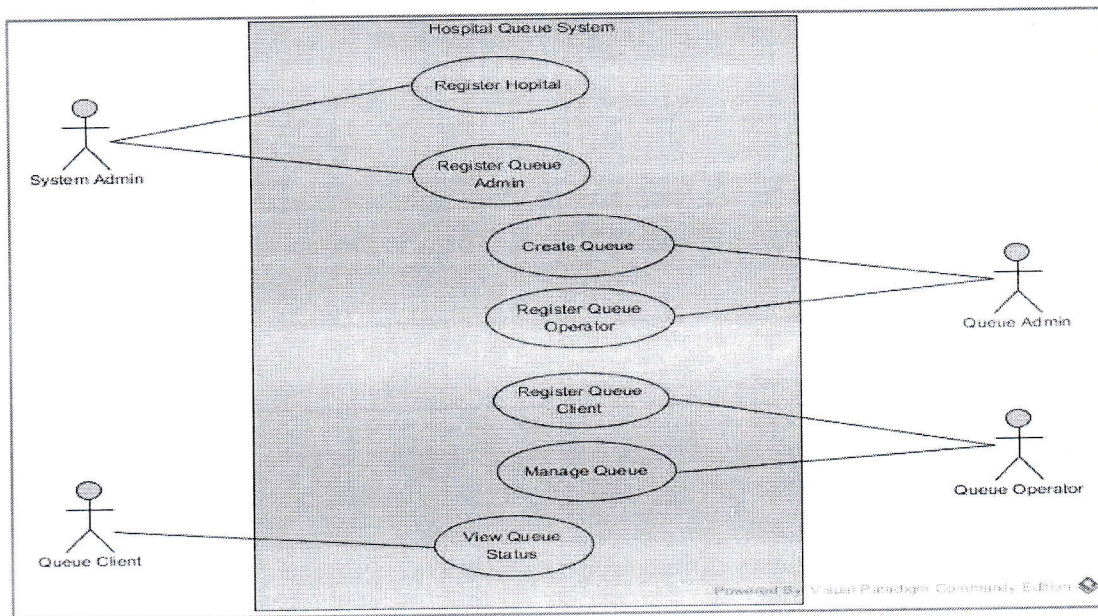 Hospital Queue System
Register Hopital
System Admin
Register Queue
Admin
Create Queue
Register Queue
Operator
Queue Admin
Register Queue
Client
Manage Queue
Queue Operator
Queue Client
View Queue
Status
Powered By Visual Paradigm Community Edition